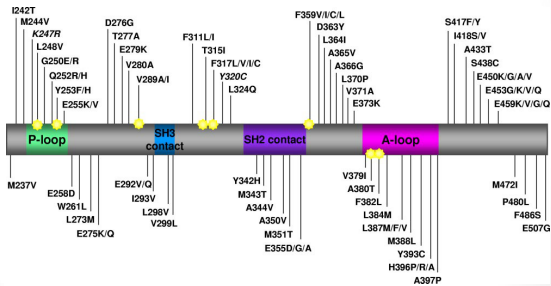 I242T
M244V
K247R
L248V
G250E/R
Q252R/H
Y253F/H
E255K/V
D276G
T277A
E279K
V280A
V289A/I
F311L/I
T315I
F317L/V/I/C
Y320C
L324Q
F359V/I/C/L
D363Y
L364I
A365V
A366G
L370P
V371A
E373K
S417F/Y
I418S/V
A433T
S438C
E450K/G/A/V
E453G/K/V/Q
E459K/V/G/Q
P-loop
SH3
contact
SH2 contact
A-loop
M237V
E258D
W261L
L273M
E275K/Q
E292V/Q
I293V
L298V
V299L
Y342H
M343T
A344V
A350V
M351T
E355D/G/A
V379I
A380T
F382L
L384M
L387M/F/V
M388L
Y393C
H396P/R/A
A397P
M472I
P480L
F486S
E507G